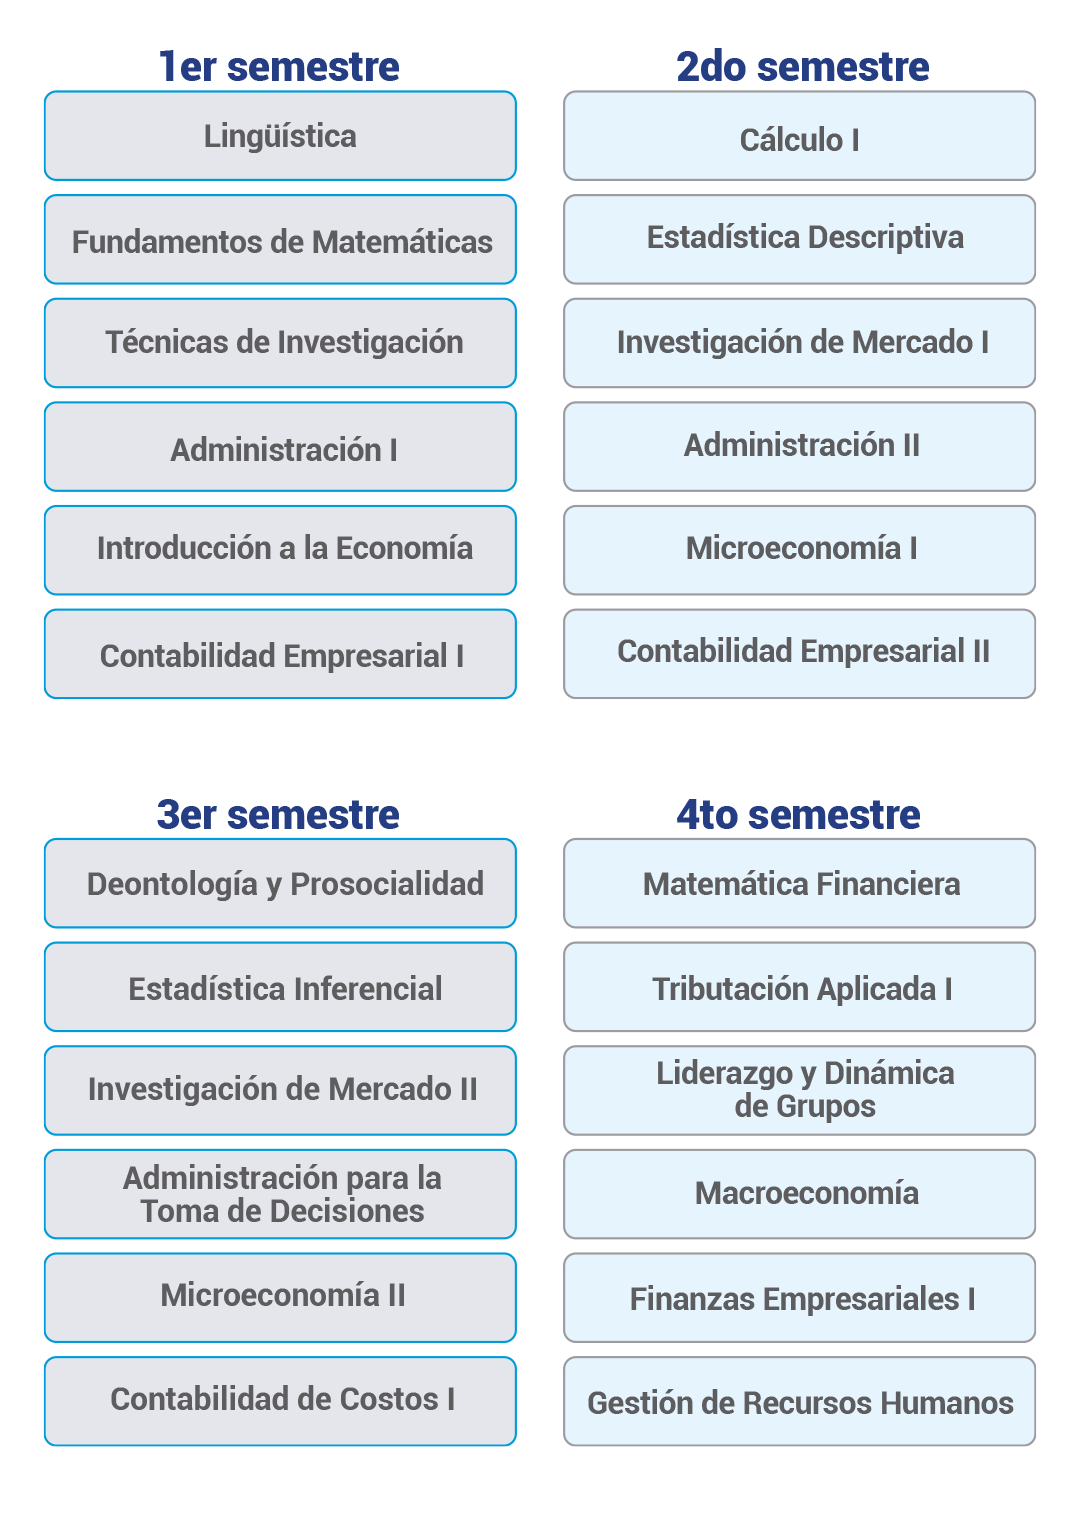 1er semestre
Lingüística
Fundamentos de Matemáticas
Técnicas de Investigación
Administración I
Introducción a la Economía
Contabilidad Empresarial I
2do semestre
Cálculo I
Estadística Descriptiva
Investigación de Mercado I
Administración II
Microeconomía I
Contabilidad Empresarial II
3er semestre
Deontología y Prosocialidad
Estadística Inferencial
Investigación de Mercado II
Administración para la
Toma de Decisiones
Microeconomía II
Contabilidad de Costos I
4to semestre
Matemática Financiera
Tributación Aplicada I
Liderazgo y Dinámica
de Grupos
Macroeconomía
Finanzas Empresariales I
Gestión de Recursos Humanos